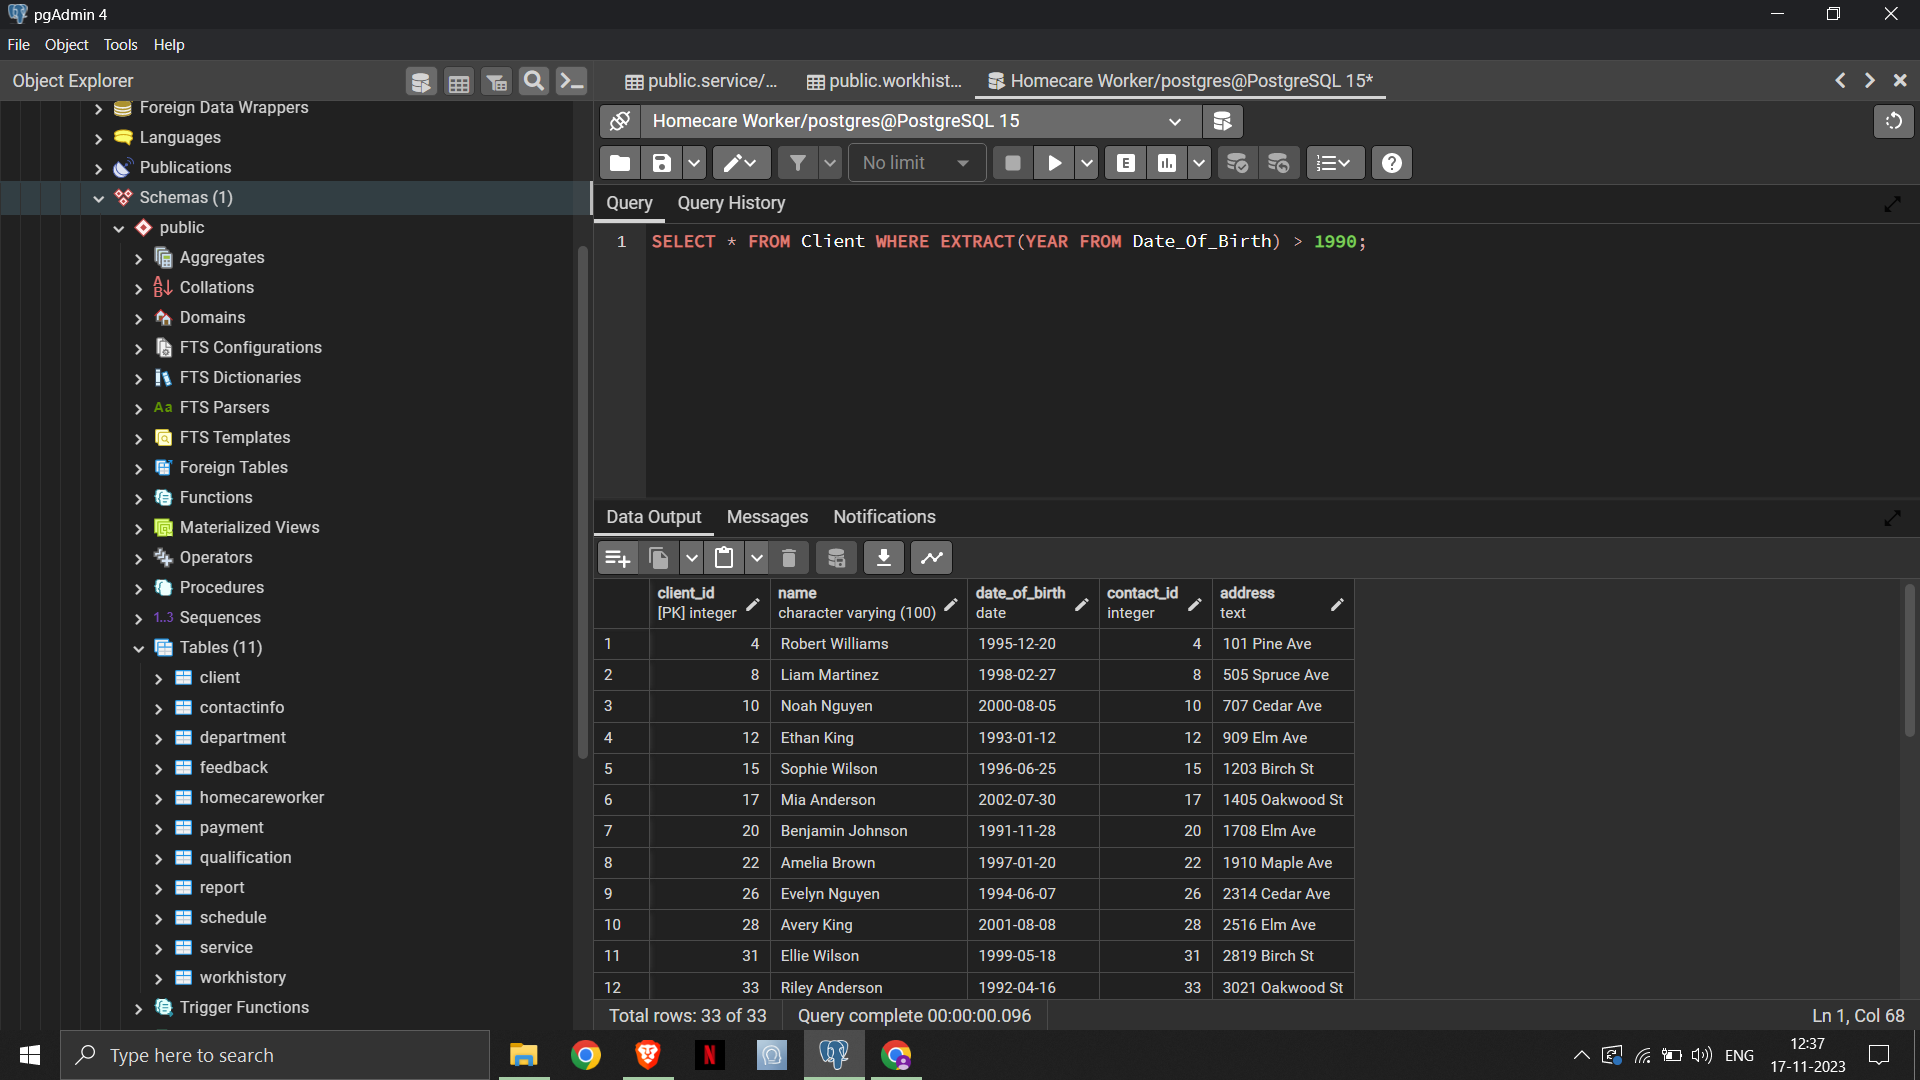 pgAdmin 4
File Object Tools Help
Object Explorer
public.service/...
public.workhist...
Homecare Worker/postgres@PostgreSQL 15*
Foreign Data Wrappers
Languages
Publications
Schemas (1)
public
Aggregates
Collations
Domains
FTS Configurations
FTS Dictionaries
Aa FTS Parsers
FTS Templates
Foreign Tables
Functions
Materialized Views
Operators
Procedures
1..3 Sequences
Tables (11)
client
contactinfo
department
feedback
homecareworker
payment
qualification
report
schedule
service
workhistory
Trigger Functions
Homecare Worker/postgres@PostgreSQL 15
No limit
E
Query Query History
1 SELECT * FROM Client WHERE EXTRACT(YEAR FROM Date_Of_Birth) > 1990;
Data Output Messages Notifications
client_id name date_of_birth contact_id address
[PK] integer character varying (100) date integer text
1 4 Robert Williams 1995-12-20 4 101 Pine Ave
2 8 Liam Martinez 1998-02-27 8 505 Spruce Ave
3 10 Noah Nguyen 2000-08-05 10 707 Cedar Ave
4 12 Ethan King 1993-01-12 12 909 Elm Ave
5 15 Sophie Wilson 1996-06-25 15 1203 Birch St
6 17 Mia Anderson 2002-07-30 17 1405 Oakwood St
7 20 Benjamin Johnson 1991-11-28 20 1708 Elm Ave
8 22 Amelia Brown 1997-01-20 22 1910 Maple Ave
9 26 Evelyn Nguyen 1994-06-07 26 2314 Cedar Ave
10 28 Avery King 2001-08-08 28 2516 Elm Ave
11 31 Ellie Wilson 1999-05-18 31 2819 Birch St
12 33 Riley Anderson 1992-04-16 33 3021 Oakwood St
Total rows: 33 of 33 Query complete 00:00:00.096 Ln 1, Col 68
Type here to search
N
ENG
12:37
17-11-2023